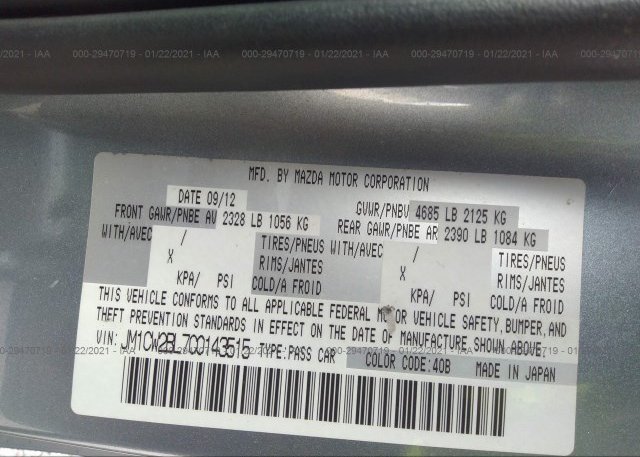 000-29470719 - 01/22/2021 - IAA
MFD. BY MAZDA MOTOR CORPORATION
DATE 09/12 GVWR/PNBV 4685 LB 2125 KG
FRONT GAWR/PNBE AV 2328 LB 1056 KG REAR GAWR/PNBE AR 2390 LB 1084 KG
WITH/AVEC / TIRES/PNEUS WITH/AVEC / TIRES/PNEUS
X RIMS/JANTES X RIMS/JANTES
KPA/ PSI COLD/A FROID KPA/ PSI COLD/A FROID
THIS VEHICLE CONFORMS TO ALL APPLICABLE FEDERAL MOTOR VEHICLE SAFETY, BUMPER, AND
THEFT PREVENTION STANDARDS IN EFFECT ON THE DATE OF MANUFACTURE SHOWN ABOVE.
VIN: TYPE: PASS CAR COLOR CODE: 40B MADE IN JAPAN